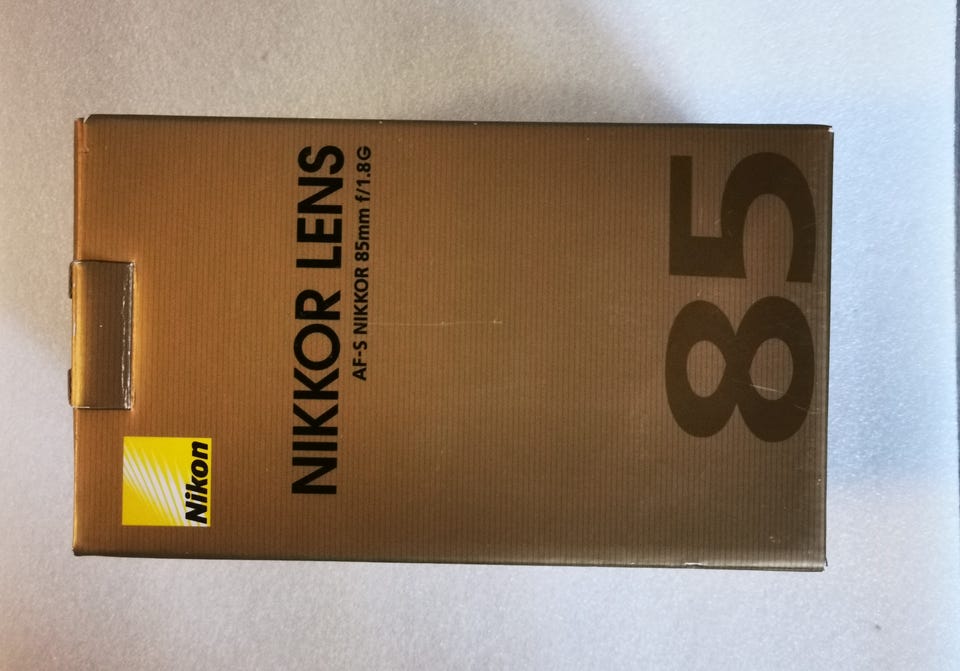 Nikon
NIKKOR LENS
AF-S NIKKOR 85mm f/1.8G
85